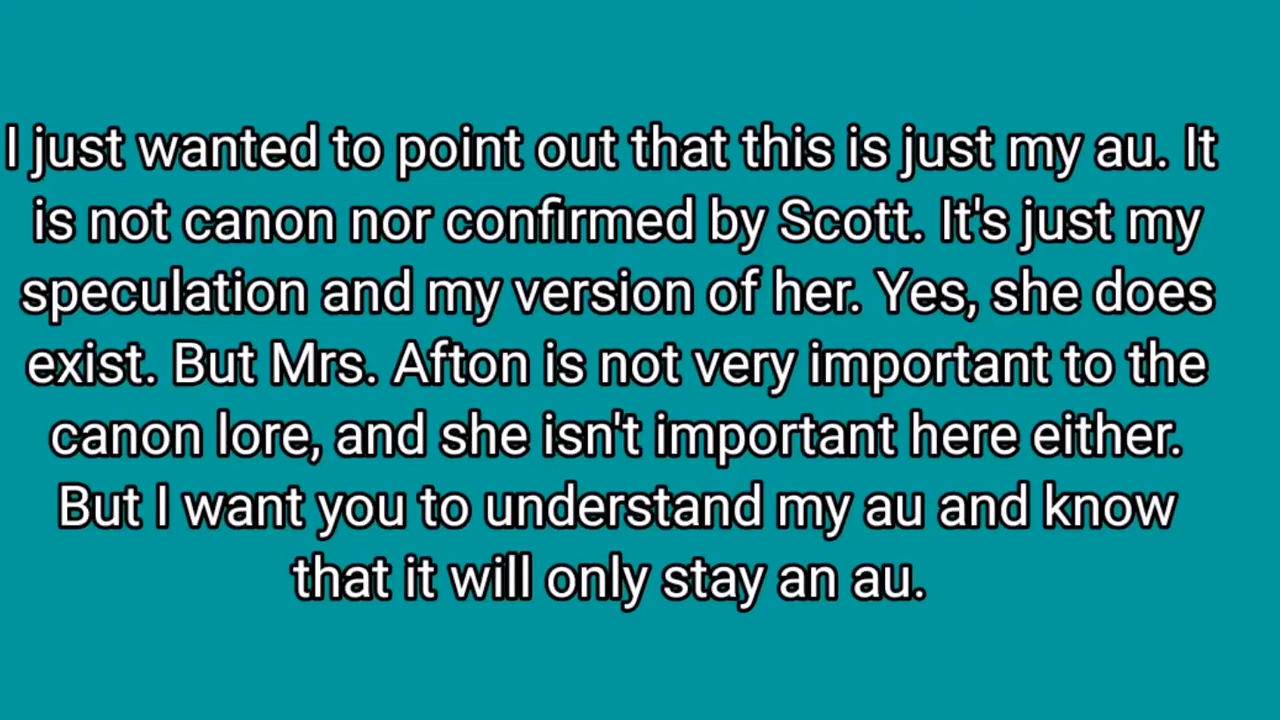 I just wanted to point out that this is just my au. It
is not canon nor confirmed by Scott. It's just my
speculation and my version of her. Yes, she does
exist. But Mrs. Afton is not very important to the
canon lore, and she isn't important here either.
But I want you to understand my au and know
that it will only stay an au.